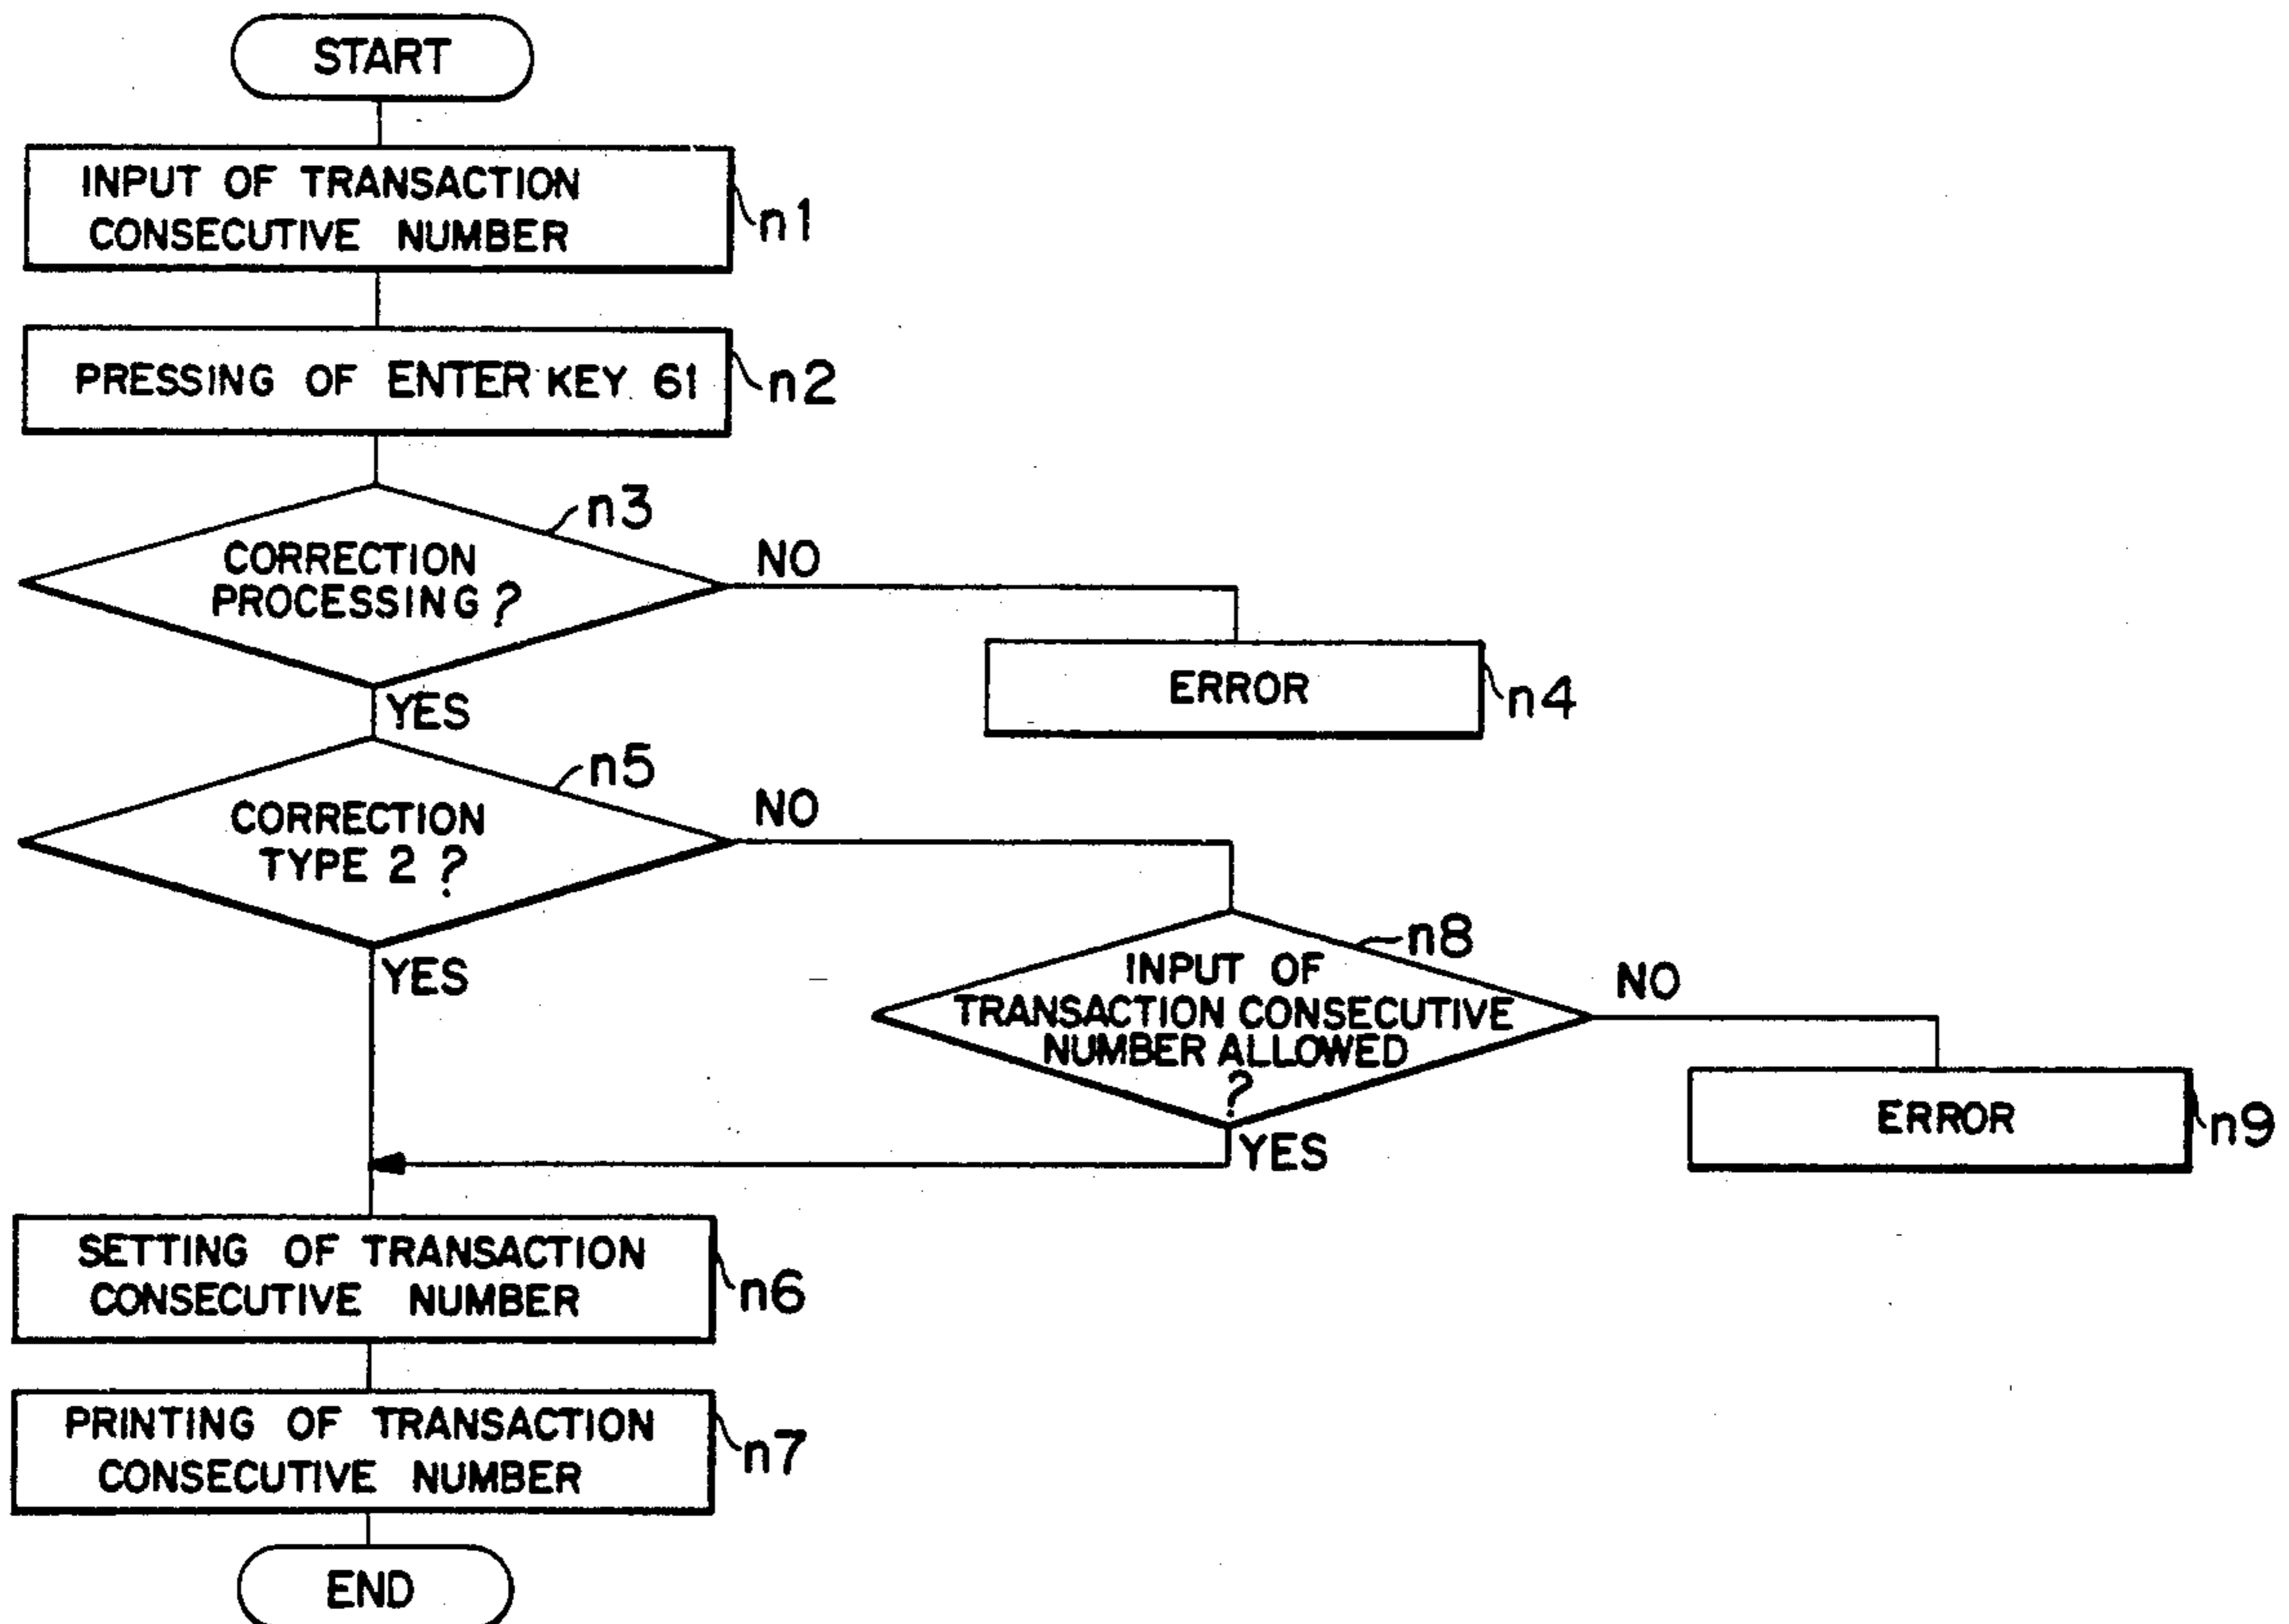 START
INPUT OF TRANSACTION
CONSECUTIVE NUMBER
n1
PRESSING OF ENTER KEY 61
n2
n3
CORRECTION
PROCESSING?
NO
ERROR
n4
YES
n5
CORRECTION
TYPE 2?
NO
YES
n8
INPUT OF
TRANSACTION CONSECUTIVE
NUMBER ALLOWED
?
NO
YES
ERROR
n9
SETTING OF TRANSACTION
CONSECUTIVE NUMBER
n6
PRINTING OF TRANSACTION
CONSECUTIVE NUMBER
n7
END